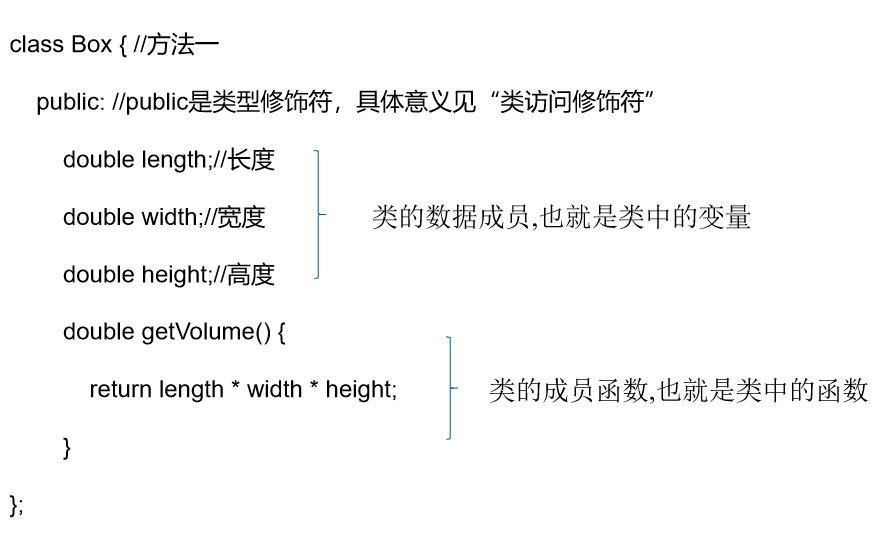 class Box { //方法一
public: //public是类型修饰符，具体意义见“类访问修饰符”
double length;//长度
double width;//宽度
类的数据成员,也就是类中的变量
double height;//高度
double getVolume() {
return length * width * height;
类的成员函数,也就是类中的函数
}
};